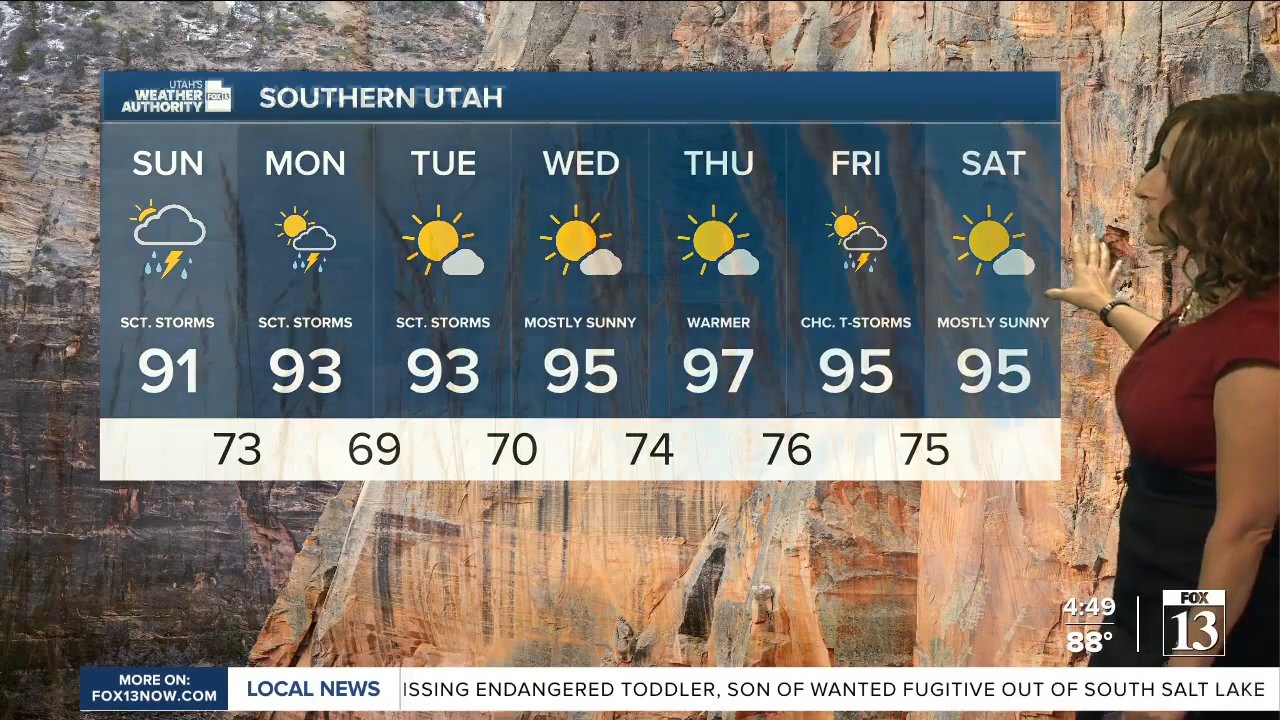 UTAH'S
WEATHER
AUTHORITY
FOX 13
SOUTHERN UTAH
SUN MON TUE WED THU FRI SAT
SCT. STORMS SCT. STORMS SCT. STORMS MOSTLY SUNNY WARMER CHC. T-STORMS MOSTLY SUNNY
91 93 93 95 97 95 95
73 69 70 74 76 75
4:49
88°
FOX
13
MORE ON:
FOX13NOW.COM
LOCAL NEWS
ISSING ENDANGERED TODDLER, SON OF WANTED FUGITIVE OUT OF SOUTH SALT LAKE